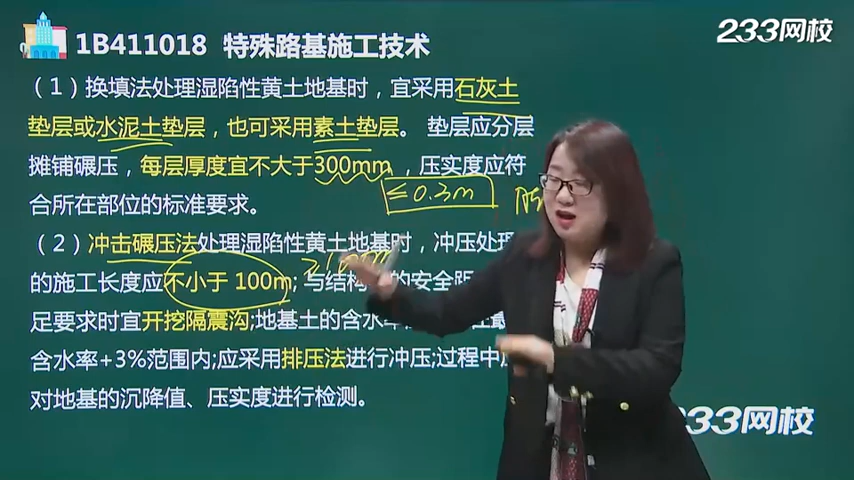 1B411018 特殊路基施工技术
233网校
（1）换填法处理湿陷性黄土地基时，宜采用石灰土
垫层或水泥土垫层，也可采用素土垫层。垫层应分层
摊铺碾压，每层厚度宜不大于300mm，压实度应符
≤0.3m
合所在部位的标准要求。
（2）冲击碾压法处理湿陷性黄土地基时，冲压处理
的施工长度应不小于 100m；与结构 的安全距
足要求时宜开挖隔震沟;地基土的含水率
含水率+3%范围内;应采用排压法进行冲压;过程中
对地基的沉降值、压实度进行检测。
233网校